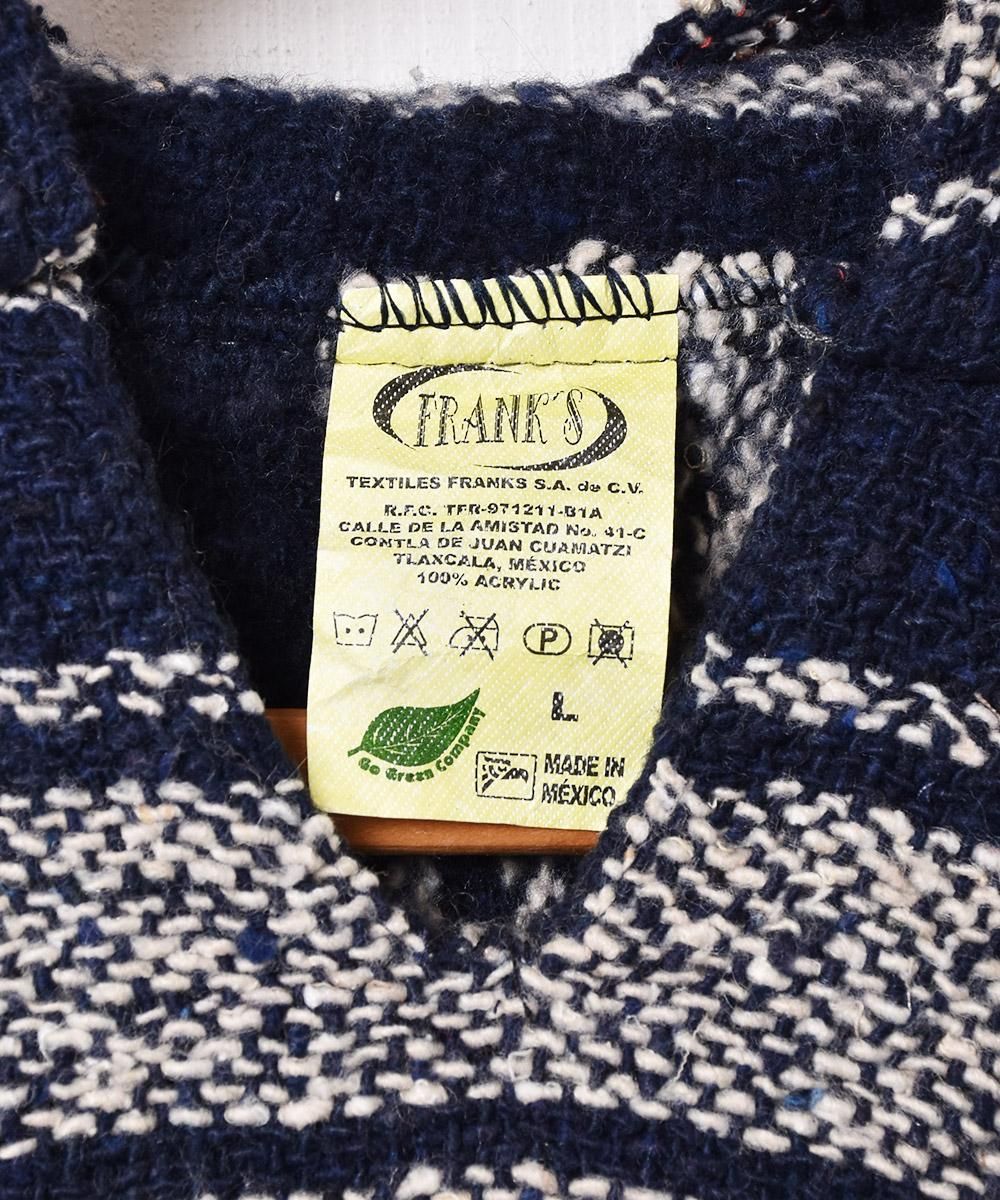 FRANK'S
TEXTILES FRANKS S.A. de C.V.
R.F.C. TFR-971211-B1A
CALLE DE LA AMISTAD No. 41-C
CONTLA DE JUAN CUAMATZI
TLAXCALA, MÉXICO
100% ACRYLIC
P
L
Go Green Company
MADE IN
MÉXICO